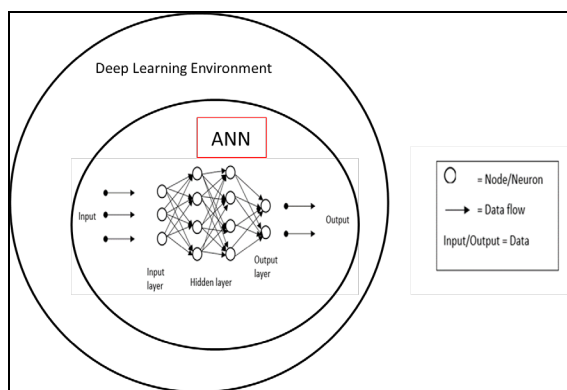 Deep Learning Environment
ANN
Input
Output
Input
layer
Hidden layer
Output
layer
= Node/Neuron
= Data flow
Input/Output = Data